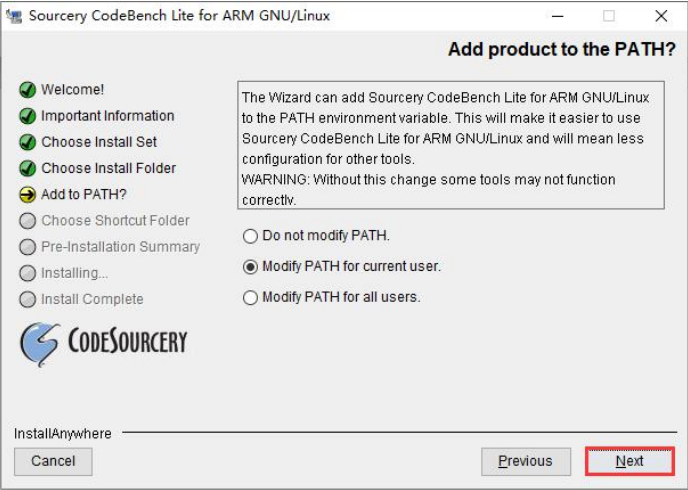 Sourcery CodeBench Lite for ARM GNU/Linux
Add product to the PATH?
Welcome!
Important Information
Choose Install Set
Choose Install Folder
Add to PATH?
Choose Shortcut Folder
Pre-Installation Summary
Installing...
Install Complete
CODESOURCERY
The Wizard can add Sourcery CodeBench Lite for ARM GNU/Linux
to the PATH environment variable. This will make it easier to use
Sourcery CodeBench Lite for ARM GNU/Linux and will mean less
configuration for other tools.
WARNING: Without this change some tools may not function
correctly.
Do not modify PATH.
Modify PATH for current user.
Modify PATH for all users.
InstallAnywhere
Cancel
Previous
Next